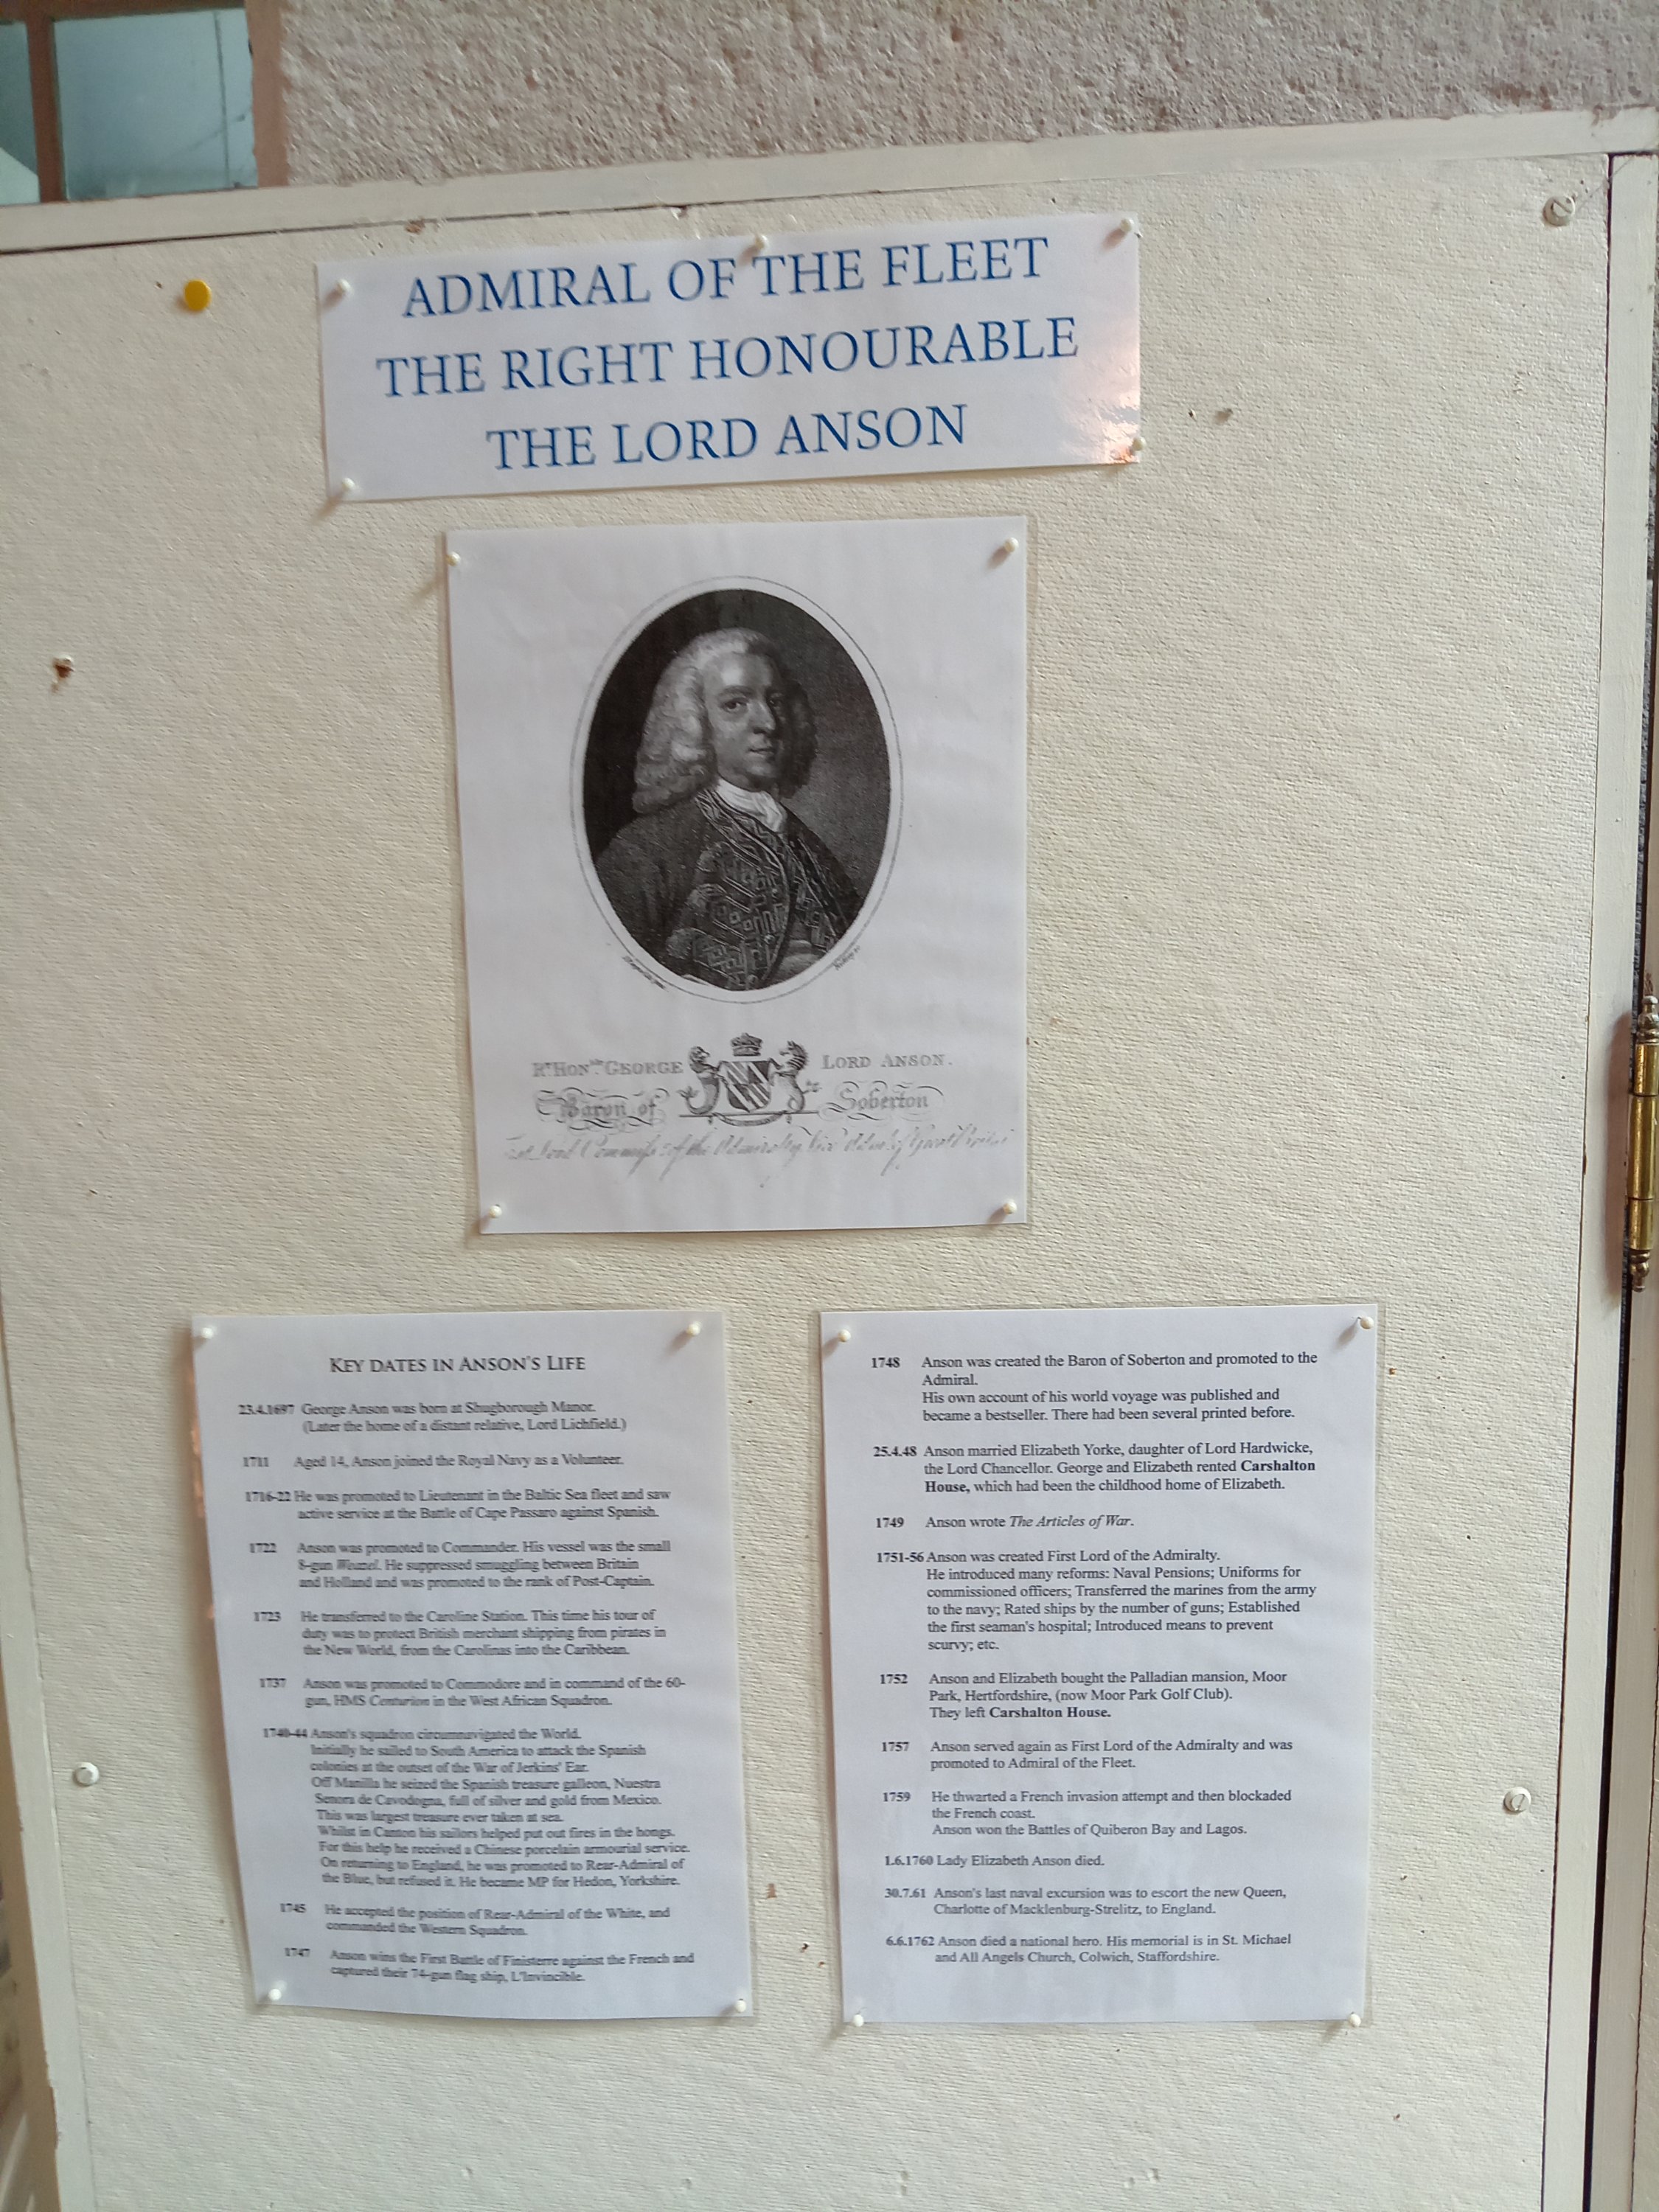 ADMIRAL OF THE FLEET
THE RIGHT HONOURABLE
THE LORD ANSON
Rt. Honble. GEORGE LORD ANSON.
Baron of Soberton
KEY DATES IN ANSON'S LIFE
23.4.1697 George Anson was born at Shugborough Manor.
(Later the home of a distant relative, Lord Lichfield.)
1711 Aged 14, Anson joined the Royal Navy as a Volunteer.
1716-22 He was promoted to Lieutenant in the Baltic Sea fleet and saw
active service at the Battle of Cape Passaro against Spanish.
1722 Anson was promoted to Commander. His vessel was the small
8-gun Weazel. He suppressed smuggling between Britain
and Holland and was promoted to the rank of Post-Captain.
1723 He transferred to the Caroline Station. This time his tour of
duty was to protect British merchant shipping from pirates in
the New World, from the Carolinas into the Caribbean.
1737 Anson was promoted to Commodore and in command of the 60-
gun, HMS Centurion in the West African Squadron.
1740-44 Anson's squadron circumnavigated the World.
Initially he sailed to South America to attack the Spanish
colonies at the outset of the War of Jerkins' Ear.
Off Manilla he seized the Spanish treasure galleon, Nuestra
Senora de Cavodogna, full of silver and gold from Mexico.
This was largest treasure ever taken at sea.
Whilst in Canton his sailors helped put out fires in the hongs.
For this help he received a Chinese porcelain armourial service.
On returning to England, he was promoted to Rear-Admiral of
the Blue, but refused it. He became MP for Hedon, Yorkshire.
1745 He accepted the position of Rear-Admiral of the White, and
commanded the Western Squadron.
1747 Anson wins the First Battle of Finisterre against the French and
captured their 74-gun flag ship, L'Invincible.
1748 Anson was created the Baron of Soberton and promoted to the
Admiral.
His own account of his world voyage was published and
became a bestseller. There had been several printed before.
25.4.48 Anson married Elizabeth Yorke, daughter of Lord Hardwicke,
the Lord Chancellor. George and Elizabeth rented Carshalton
House, which had been the childhood home of Elizabeth.
1749 Anson wrote The Articles of War.
1751-56 Anson was created First Lord of the Admiralty.
He introduced many reforms: Naval Pensions; Uniforms for
commissioned officers; Transferred the marines from the army
to the navy; Rated ships by the number of guns; Established
the first seaman's hospital; Introduced means to prevent
scurvy; etc.
1752 Anson and Elizabeth bought the Palladian mansion, Moor
Park, Hertfordshire, (now Moor Park Golf Club).
They left Carshalton House.
1757 Anson served again as First Lord of the Admiralty and was
promoted to Admiral of the Fleet.
1759 He thwarted a French invasion attempt and then blockaded
the French coast.
Anson won the Battles of Quiberon Bay and Lagos.
1.6.1760 Lady Elizabeth Anson died.
30.7.61 Anson's last naval excursion was to escort the new Queen,
Charlotte of Macklenburg-Strelitz, to England.
6.6.1762 Anson died a national hero. His memorial is in St. Michael
and All Angels Church, Colwich, Staffordshire.